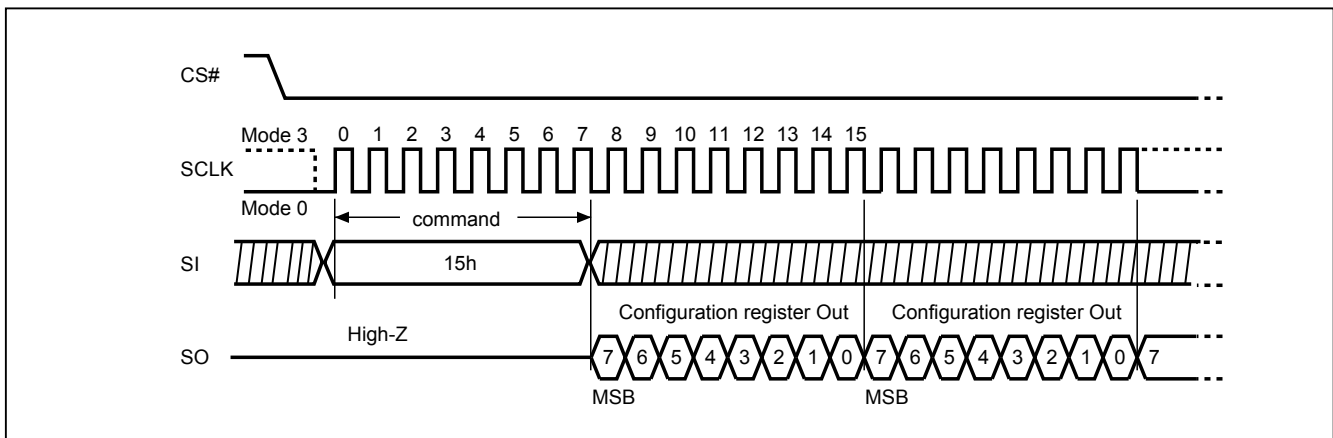 CS#
Mode 3 0 1 2 3 4 5 6 7 8 9 10 11 12 13 14 15
SCLK
Mode 0
command
SI 15h
Configuration register Out Configuration register Out
High-Z
SO 7 6 5 4 3 2 1 0 7 6 5 4 3 2 1 0 7
MSB MSB